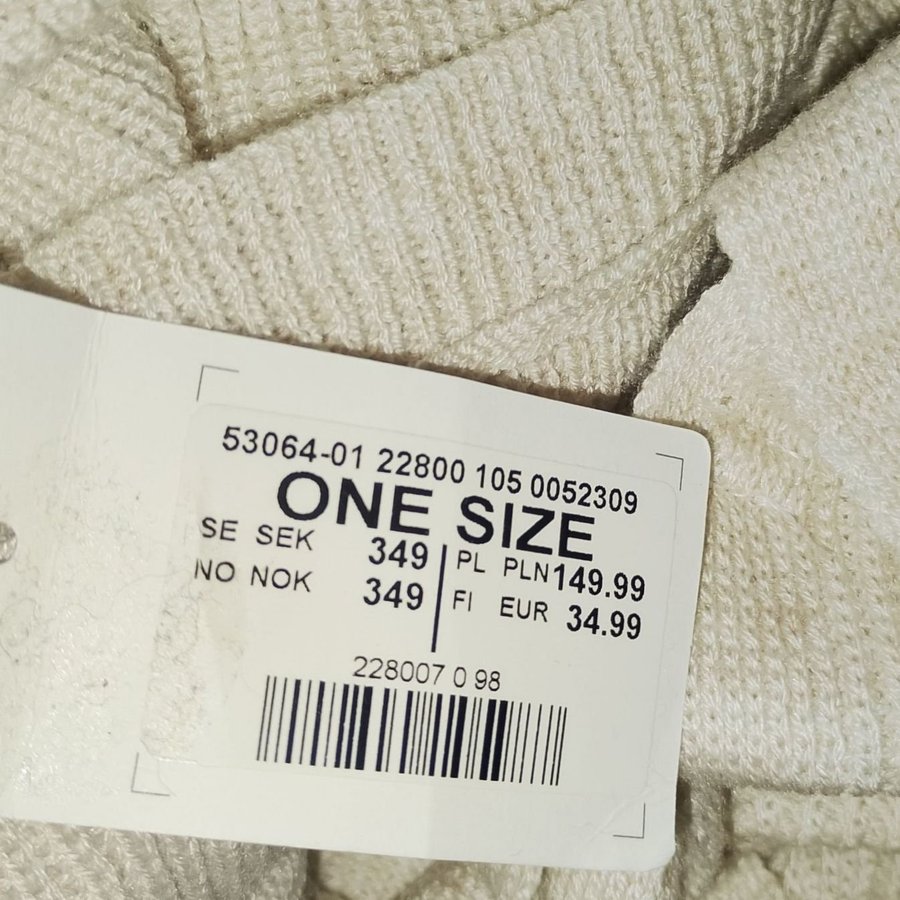 53064-01 22800 105 0052309
ONE SIZE
SE SEK 349 PL PLN 149.99
NO NOK 349 FI EUR 34.99
228007 0 98